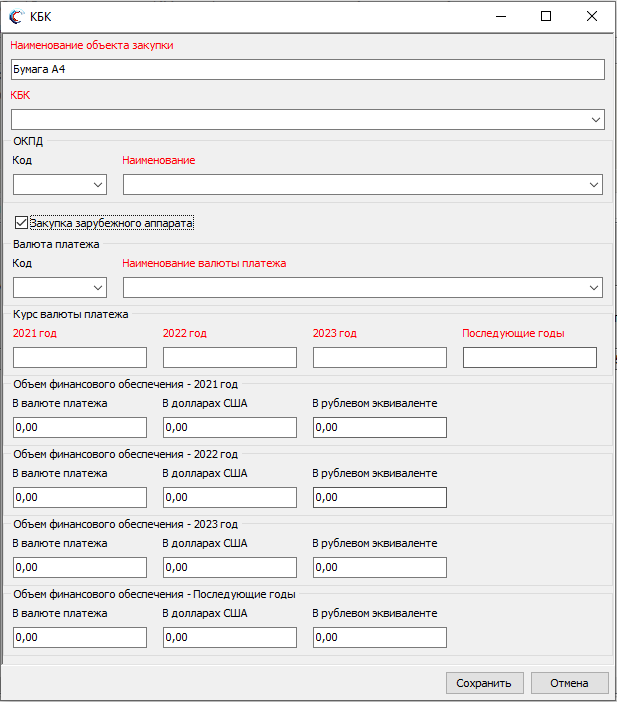 КБК
Наименование объекта закупки
Бумага А4
КБК
ОКПД
Код Наименование
Закупка зарубежного аппарата
Валюта платежа
Код Наименование валюты платежа
Курс валюты платежа
2021 год 2022 год 2023 год Последующие годы
Объем финансового обеспечения - 2021 год
В валюте платежа В долларах США В рублевом эквиваленте
0,00 0,00 0,00
Объем финансового обеспечения - 2022 год
В валюте платежа В долларах США В рублевом эквиваленте
0,00 0,00 0,00
Объем финансового обеспечения - 2023 год
В валюте платежа В долларах США В рублевом эквиваленте
0,00 0,00 0,00
Объем финансового обеспечения - Последующие годы
В валюте платежа В долларах США В рублевом эквиваленте
0,00 0,00 0,00
Сохранить Отмена